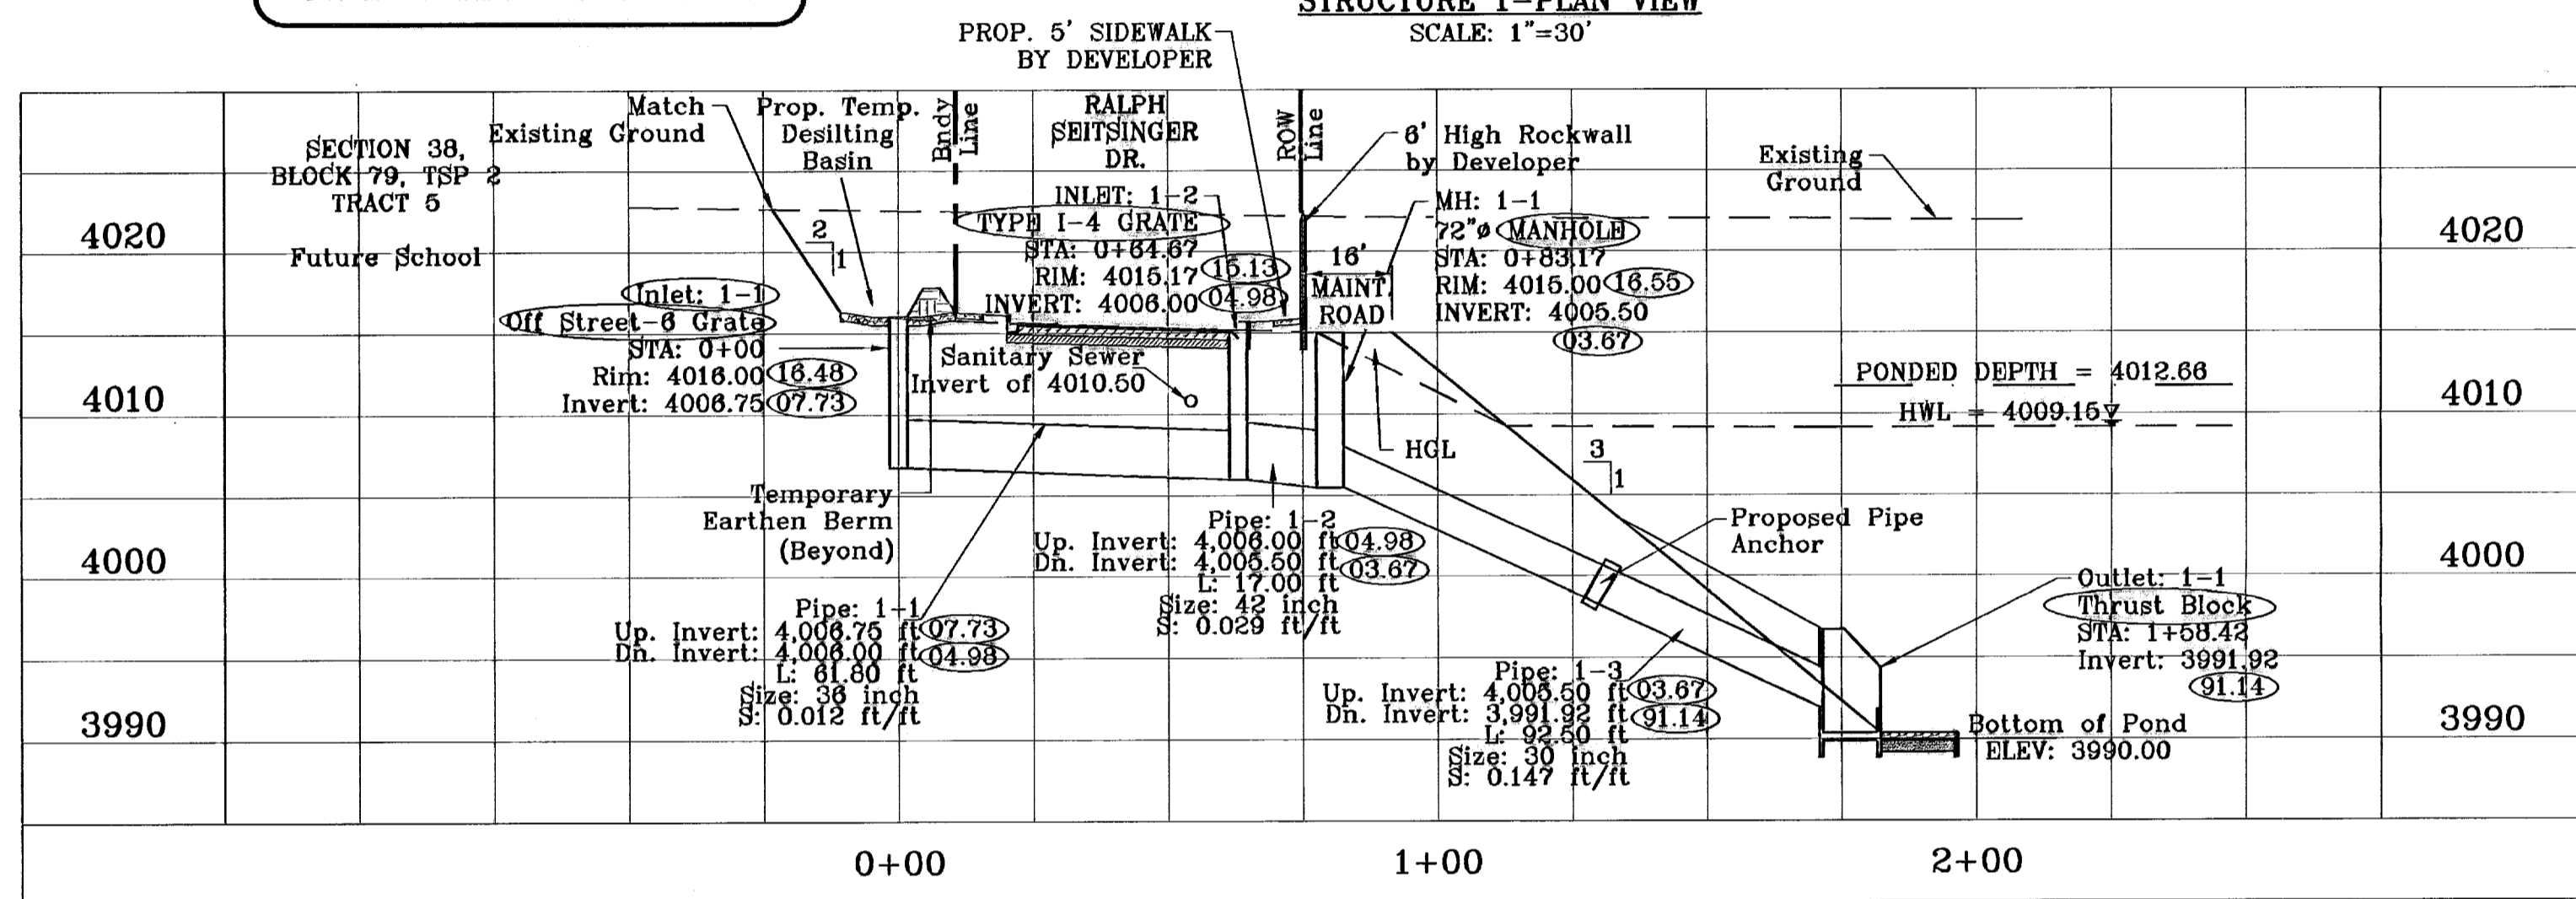 STRUCTURE 1-PLAN VIEW
SCALE: 1"=30'
PROP. 5' SIDEWALK
BY DEVELOPER
Match
Existing Ground
Prop. Temp.
Desilting
Basin
Bndy
Line
RALPH
SEITSINGER
DR.
ROW
Line
6' High Rockwall
by Developer
Existing
Ground
SECTION 38,
BLOCK 79, TSP 2
TRACT 5
Future School
4020
4020
2
1
INLET: 1-2
TYPE I-4 GRATE
STA: 0+64.67
RIM: 4015.17 15.13
INVERT: 4006.00 04.98
16'
MAINT.
ROAD
MH: 1-1
72"ø MANHOLE
STA: 0+83.17
RIM: 4015.00 16.55
INVERT: 4005.50
03.67
Inlet: 1-1
Off Street-6 Grate
STA: 0+00
Rim: 4016.00 16.48
Invert: 4006.75 07.73
Sanitary Sewer
Invert of 4010.50
PONDED DEPTH = 4012.66
HWL = 4009.15
4010
4010
HGL
3
1
Temporary
Earthen Berm
(Beyond)
Pipe: 1-2
Up. Invert: 4,006.00 ft 04.98
Dn. Invert: 4,005.50 ft 03.67
L: 17.00 ft
Size: 42 inch
S: 0.029 ft/ft
Proposed Pipe
Anchor
4000
4000
Pipe: 1-1
Up. Invert: 4,006.75 ft 07.73
Dn. Invert: 4,006.00 ft 04.98
L: 61.80 ft
Size: 36 inch
S: 0.012 ft/ft
Outlet: 1-1
Thrust Block
STA: 1+58.42
Invert: 3991.92
91.14
Pipe: 1-3
Up. Invert: 4,005.50 ft 03.67
Dn. Invert: 3,991.92 ft 91.14
L: 92.50 ft
Size: 30 inch
S: 0.147 ft/ft
3990
3990
Bottom of Pond
ELEV: 3990.00
0+00
1+00
2+00